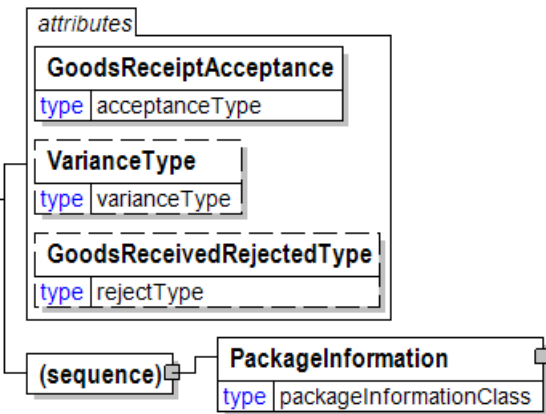 attributes
GoodsReceiptAcceptance
type acceptanceType
VarianceType
type varianceType
GoodsReceivedRejectedType
type rejectType
(sequence)
PackageInformation
type packageInformationClass